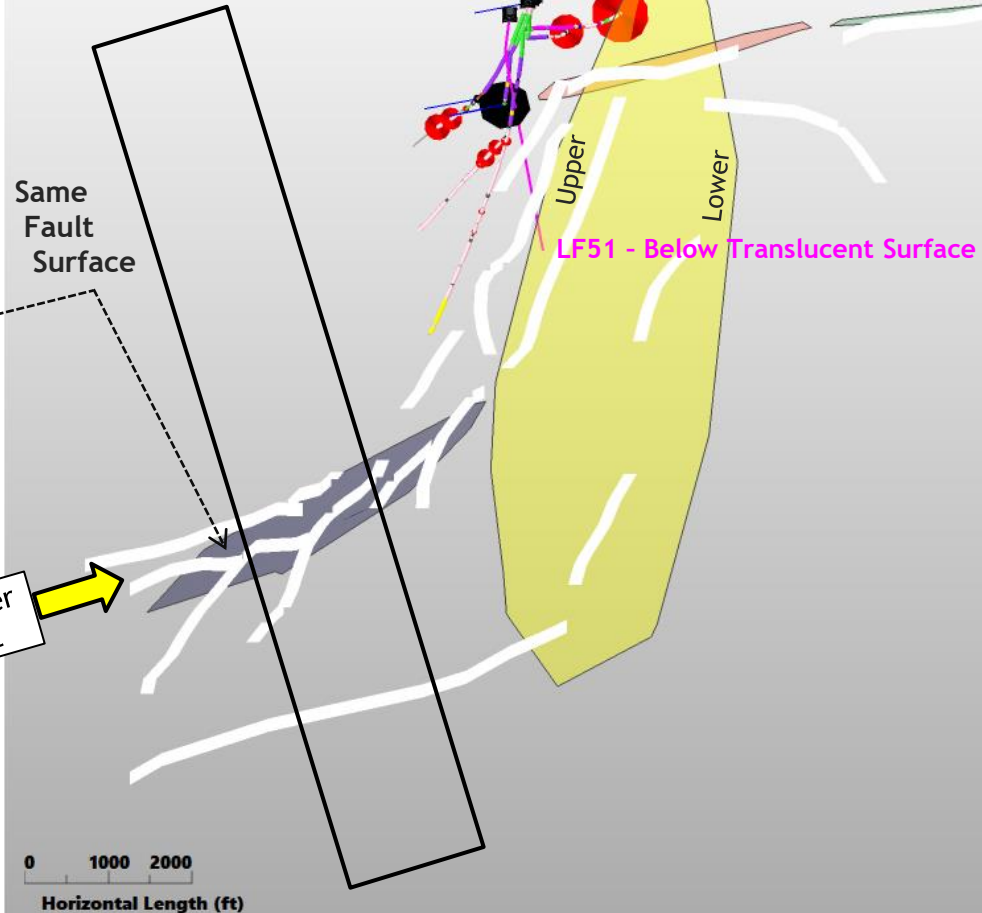 Same
Fault
Surface
Upper
Lower
LF51 - Below Translucent Surface
0 1000 2000
Horizontal Length (ft)